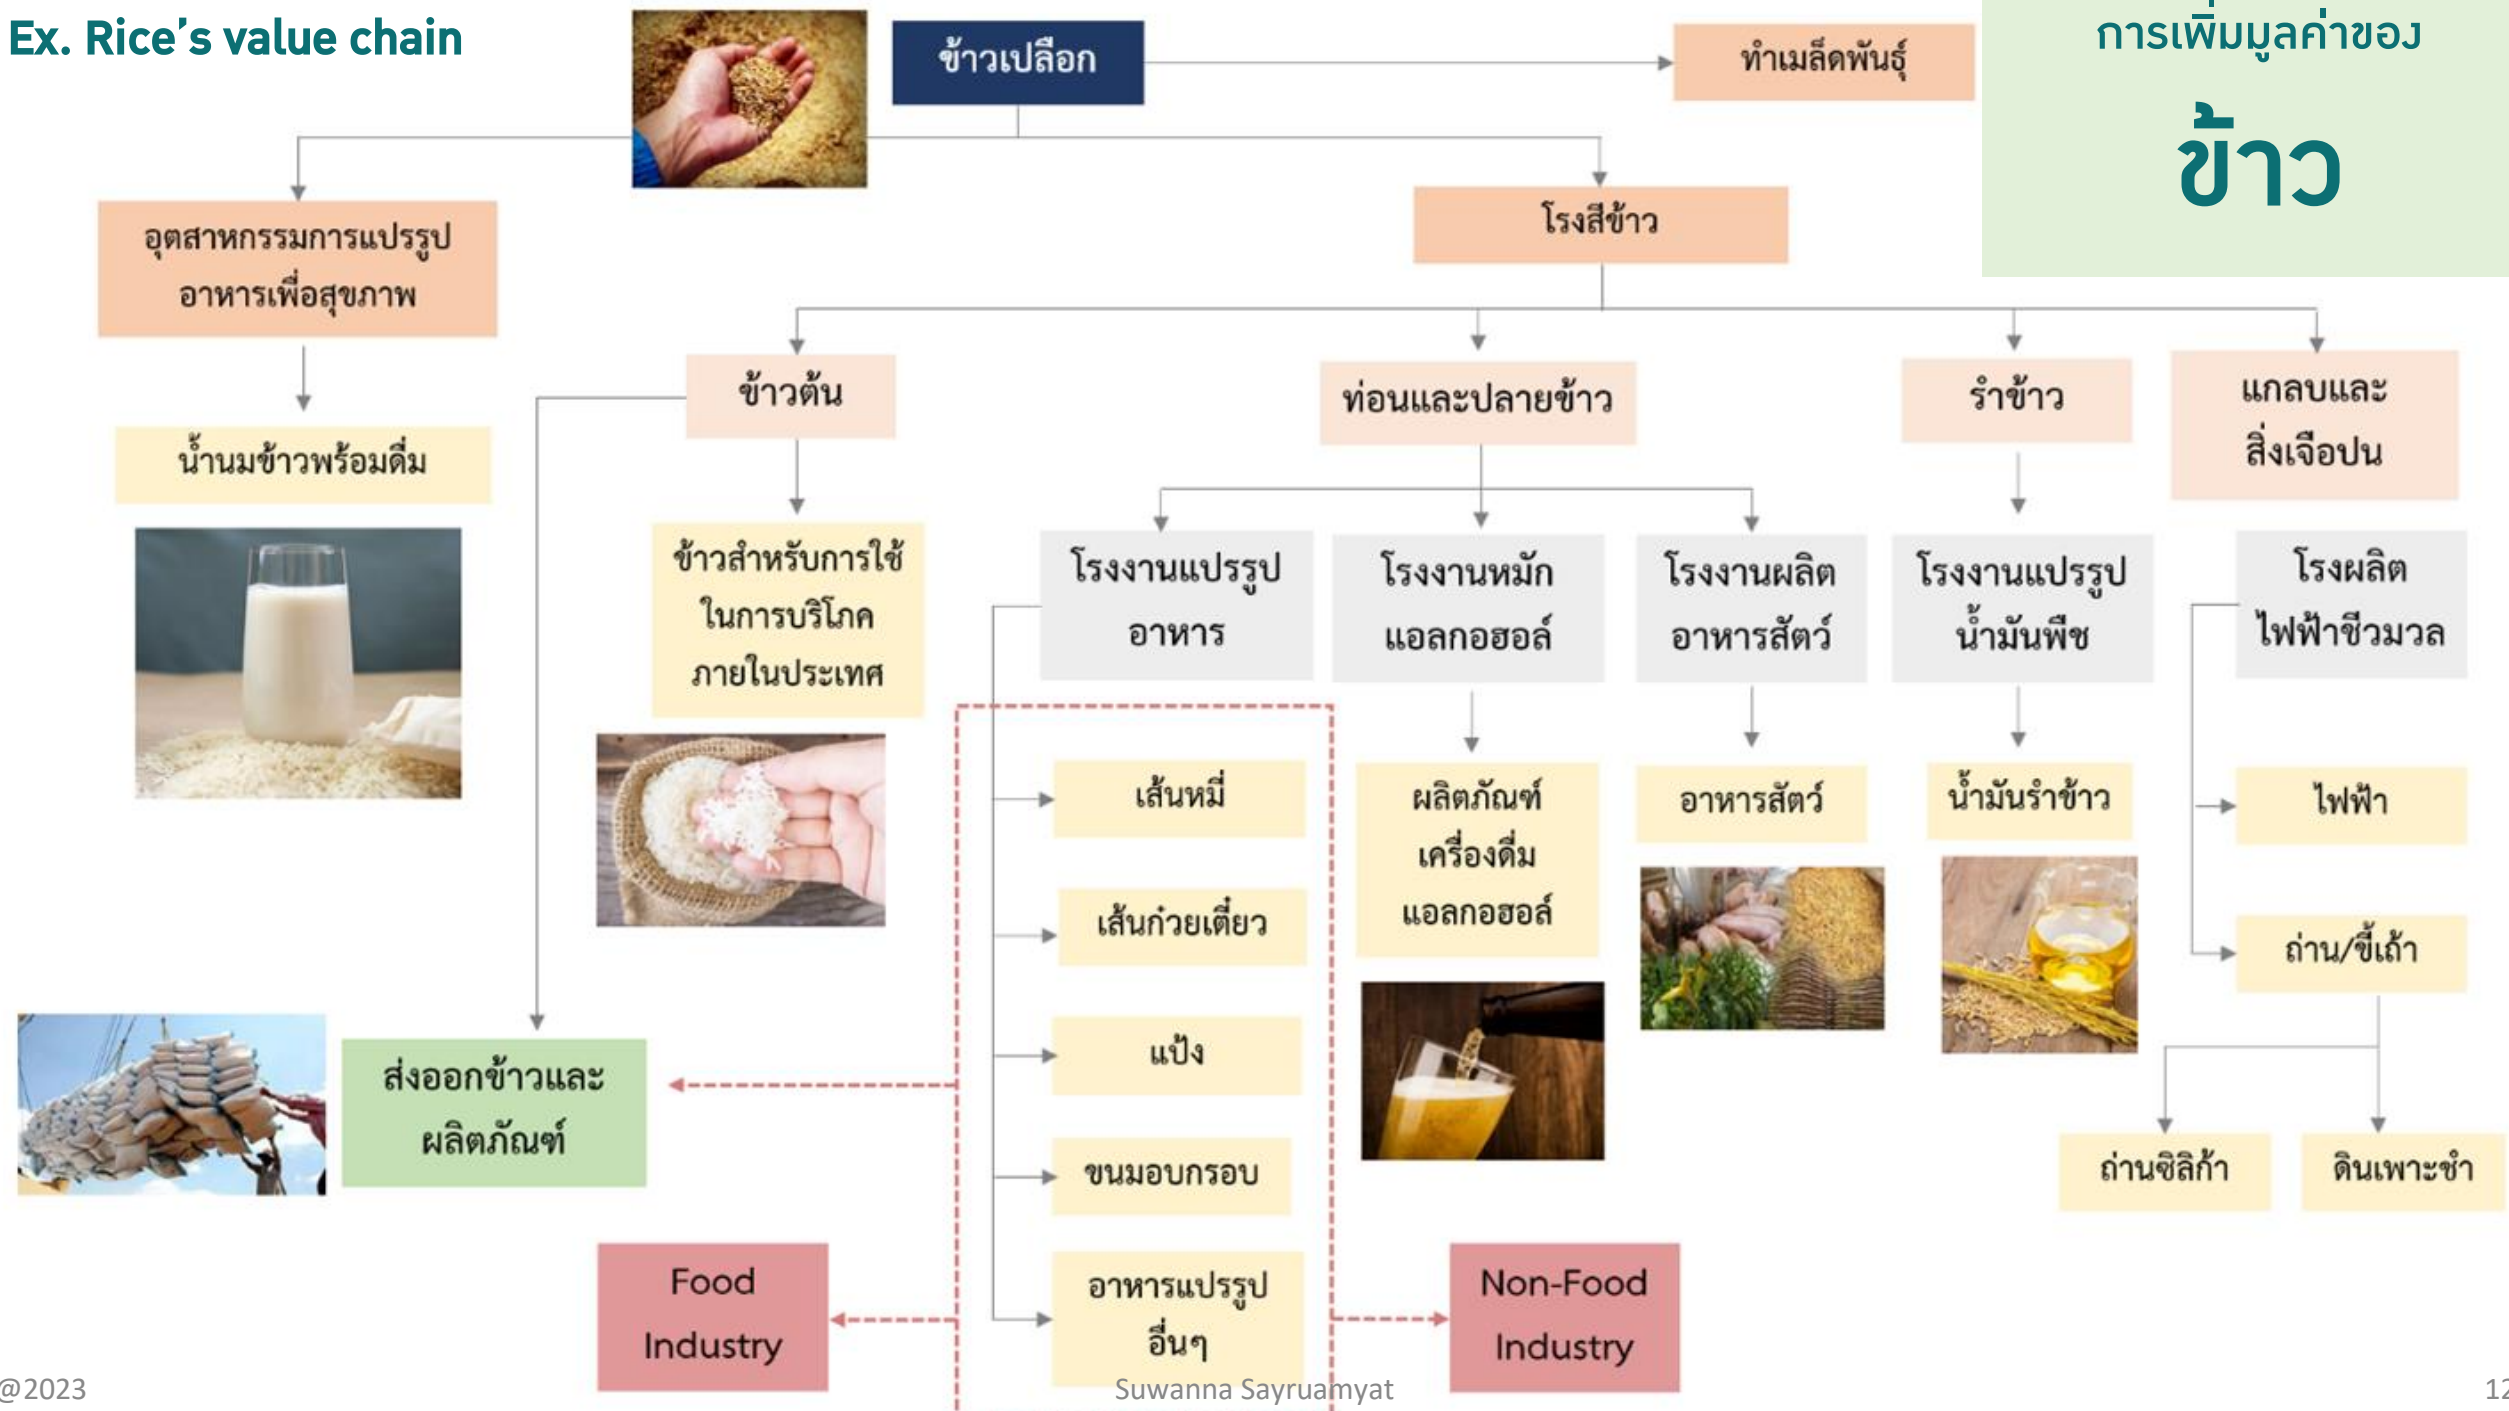 Ex. Rice's value chain
ข้าวเปลือก
ทำเมล็ดพันธุ์
การเพิ่มมูลค่าของ
ข้าว
อุตสาหกรรมการแปรรูป
อาหารเพื่อสุขภาพ
โรงสีข้าว
น้ำนมข้าวพร้อมดื่ม
ข้าวต้น
ท่อนและปลายข้าว
รำข้าว
แกลบและ
สิ่งเจือปน
ข้าวสำหรับการใช้
ในการบริโภค
ภายในประเทศ
โรงงานแปรรูป
อาหาร
โรงงานหมัก
แอลกอฮอล์
โรงงานผลิต
อาหารสัตว์
โรงงานแปรรูป
น้ำมันพืช
โรงผลิต
ไฟฟ้าชีวมวล
เส้นหมี่
ผลิตภัณฑ์
เครื่องดื่ม
แอลกอฮอล์
อาหารสัตว์
น้ำมันรำข้าว
ไฟฟ้า
เส้นก๋วยเตี๋ยว
ถ่าน/ขี้เถ้า
แป้ง
ส่งออกข้าวและ
ผลิตภัณฑ์
ขนมอบกรอบ
ถ่านซิลิก้า
ดินเพาะชำ
อาหารแปรรูป
อื่นๆ
Food
Industry
Non-Food
Industry
@2023
Suwanna Sayruamyat
12